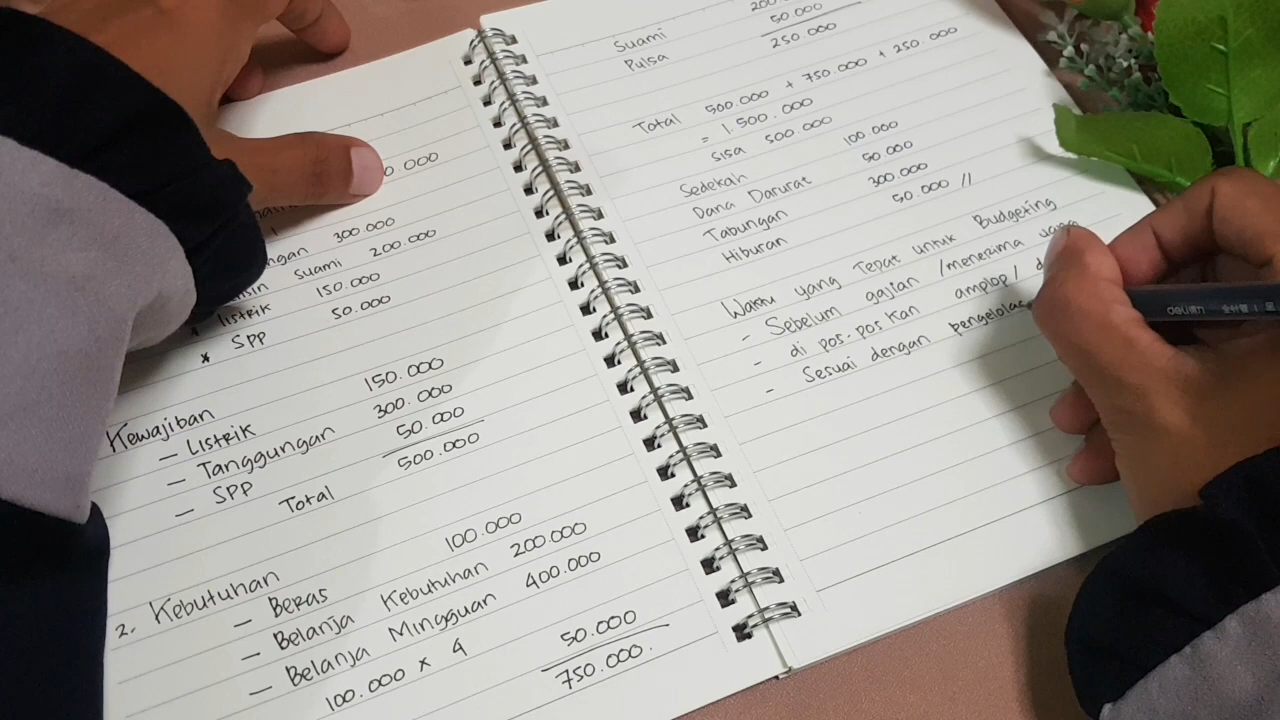 0 000
300.000
Suami 200.000
* Listrik 150.000
* SPP 50.000
Kewajiban
- Listrik 150.000
- Tanggungan 300.000
- SPP 50.000
Total 500.000
2. Kebutuhan
- Beras 100.000
- Belanja Kebutuhan 200.000
- Belanja Mingguan 400.000
100.000 x 4
50.000
750.000.
Suami
Pulsa 50.000
250.000
Total 500.000 + 750.000 + 250.000
= 1.500.000
sisa 500.000
Sedekah 100.000
Dana Darurat 50.000
Tabungan 300.000
Hiburan 50.000 //
Waktu yang Tepat untuk Budgeting
- Sebelum gajian /menerima uang
- di pos-poskan amplop/
- Sesuai dengan pengelolaa
deli